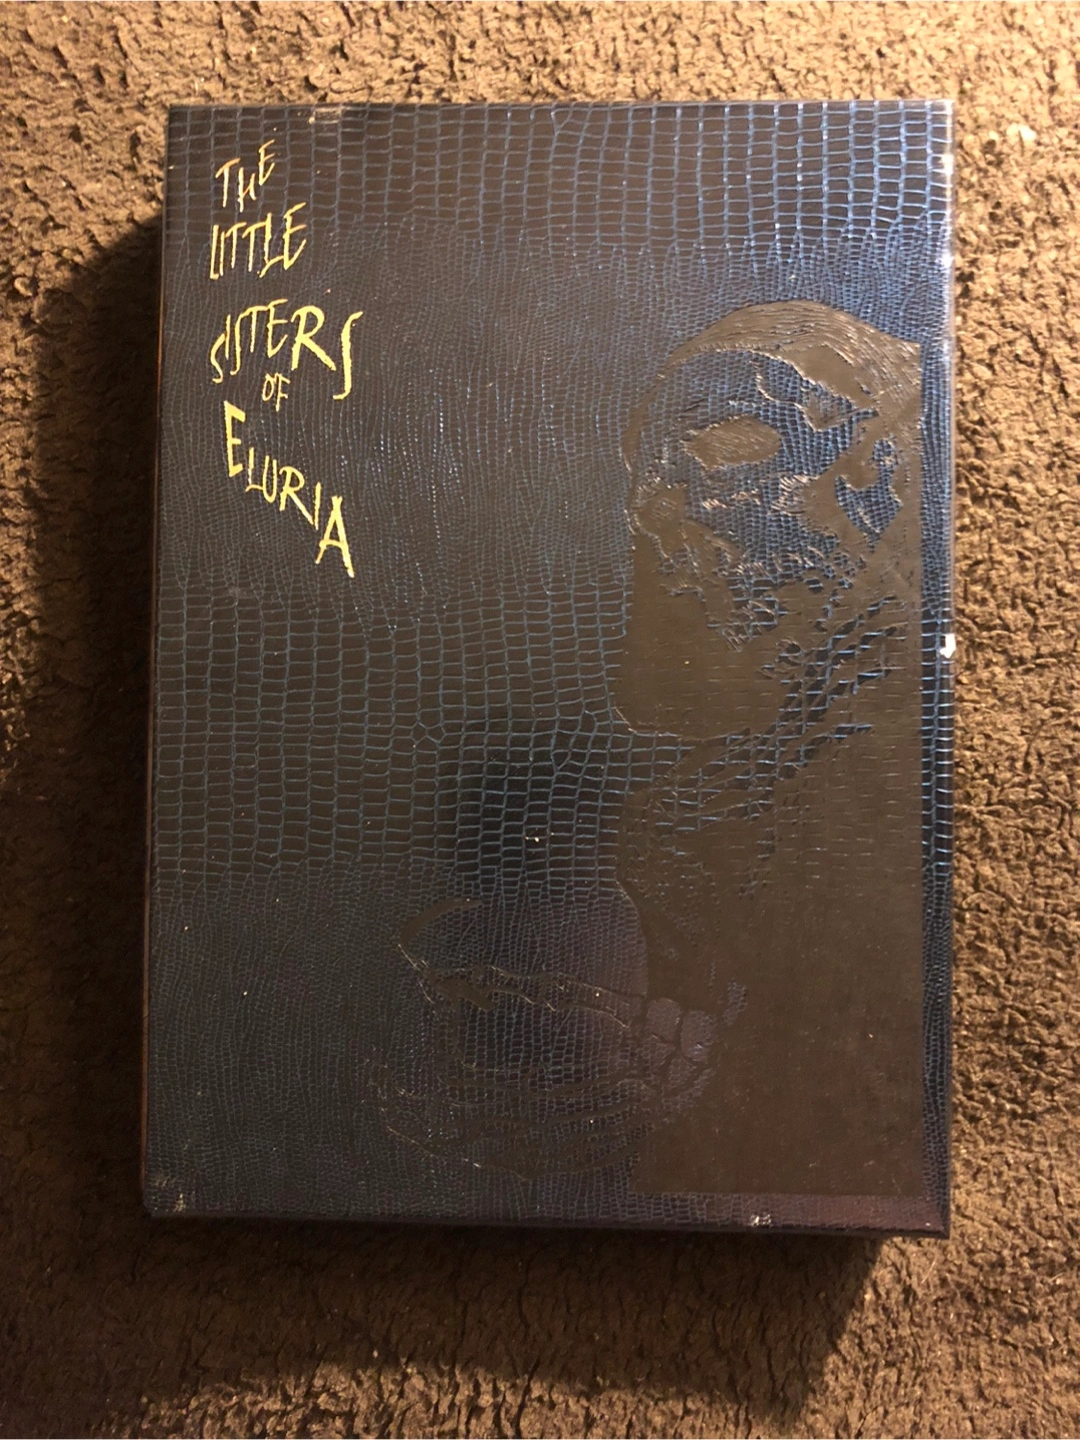 THE
LITTLE
SISTERS
OF
ELURIA